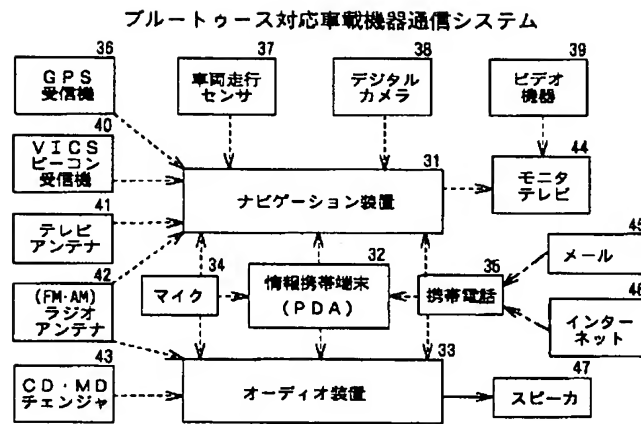 ブルートゥース対応車載機器通信システム
36
GPS
受信機
37
車両走行
センサ
38
デジタル
カメラ
39
ビデオ
機器
40
VICS
ビーコン
受信機
31
ナビゲーション装置
44
モニタ
テレビ
41
テレビ
アンテナ
42
(FM・AM)
ラジオ
アンテナ
34
マイク
32
情報携帯端末
(PDA)
35
携帯電話
45
メール
46
インター
ネット
43
CD・MD
チェンジャ
33
オーディオ装置
47
スピーカ